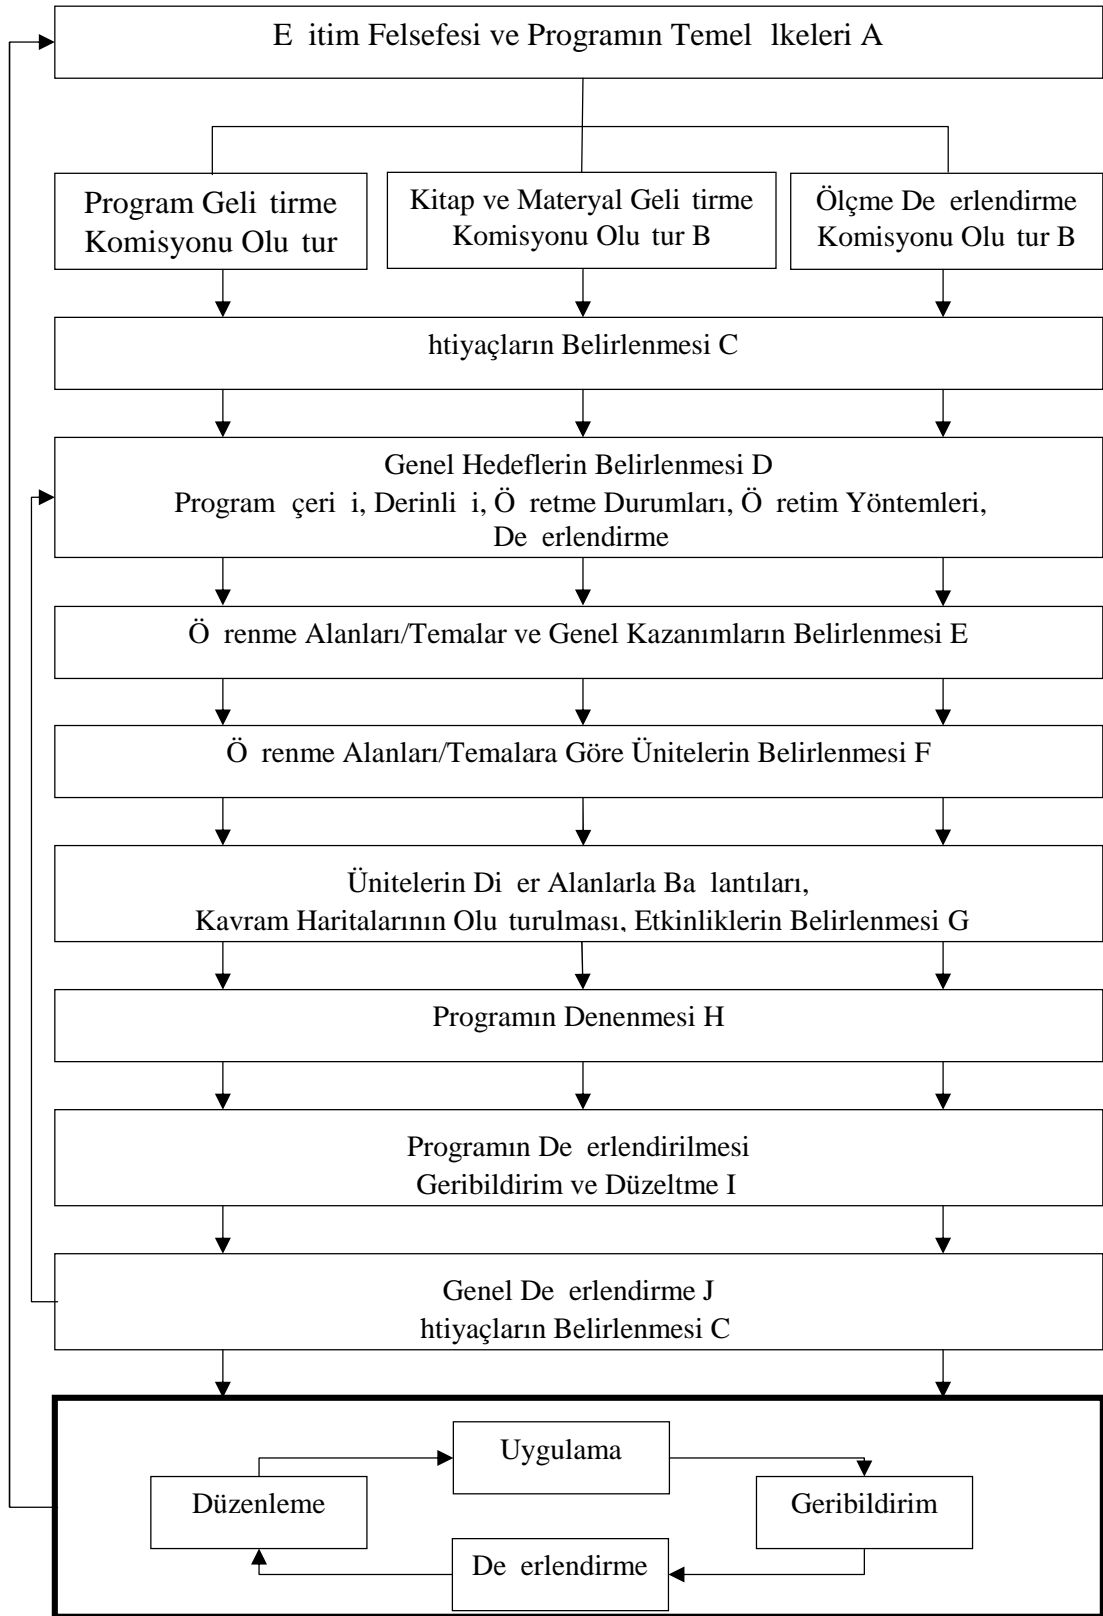 E itim Felsefesi ve Programın Temel lkeleri A
Program Geli tirme
Komisyonu Olu tur
Kitap ve Materyal Geli tirme
Komisyonu Olu tur B
Ölçme De erlendirme
Komisyonu Olu tur B
htiyaçların Belirlenmesi C
Genel Hedeflerin Belirlenmesi D
Program çeri i, Derinli i, Ö retme Durumları, Ö retim Yöntemleri,
De erlendirme
Ö renme Alanları/Temalar ve Genel Kazanımların Belirlenmesi E
Ö renme Alanları/Temalara Göre Ünitelerin Belirlenmesi F
Ünitelerin Di er Alanlarla Ba lantıları,
Kavram Haritalarının Olu turulması, Etkinliklerin Belirlenmesi G
Programın Denenmesi H
Programın De erlendirilmesi
Geribildirim ve Düzeltme I
Genel De erlendirme J
htiyaçların Belirlenmesi C
Uygulama
Düzenleme
Geribildirim
De erlendirme